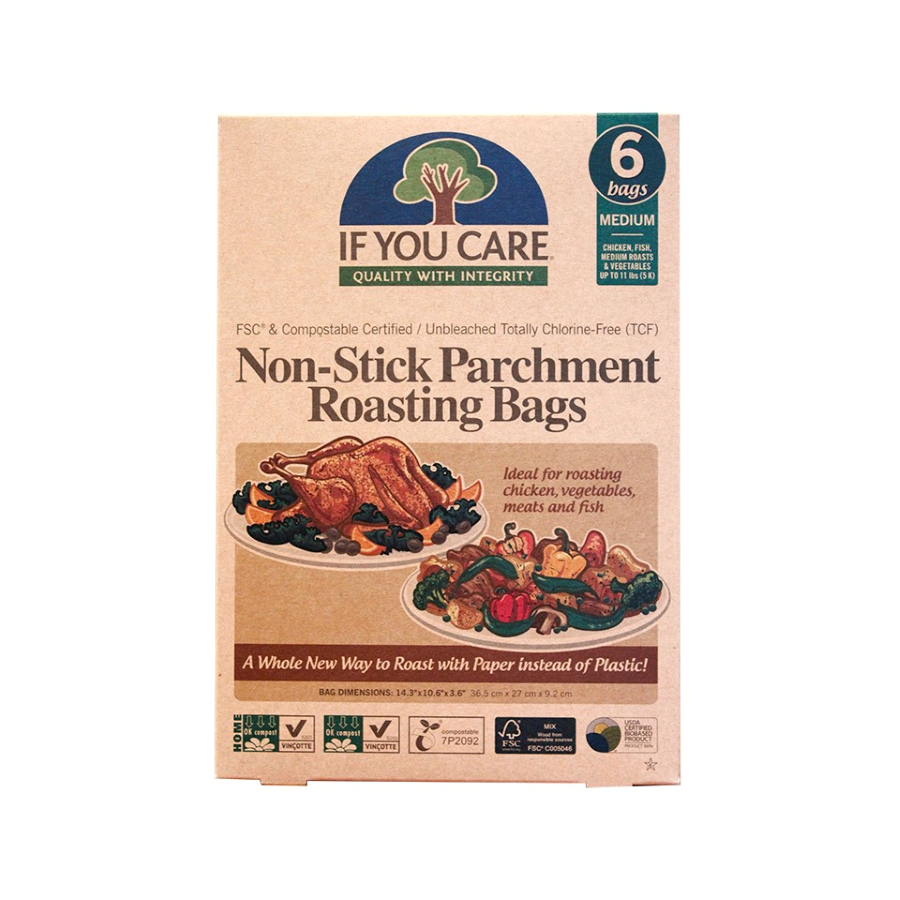 6
bags
MEDIUM
CHICKEN, FISH,
MEDIUM ROASTS
& VEGETABLES
UP TO 11 lbs (5 K)
IF YOU CARE
QUALITY WITH INTEGRITY
FSC® & Compostable Certified / Unbleached Totally Chlorine-Free (TCF)
Non-Stick Parchment
Roasting Bags
Ideal for roasting
chicken, vegetables,
meats and fish
A Whole New Way to Roast with Paper instead of Plastic!
BAG DIMENSIONS: 14.3"x10.6"x3.6" 36.5 cm x 27 cm x 9.2 cm
HOME
OK compost
VINÇOTTE
OK compost
VINÇOTTE
compostable
7P2092
FSC
MIX
Wood from
responsible sources
FSC® C005046
USDA
CERTIFIED
BIOBASED
PRODUCT